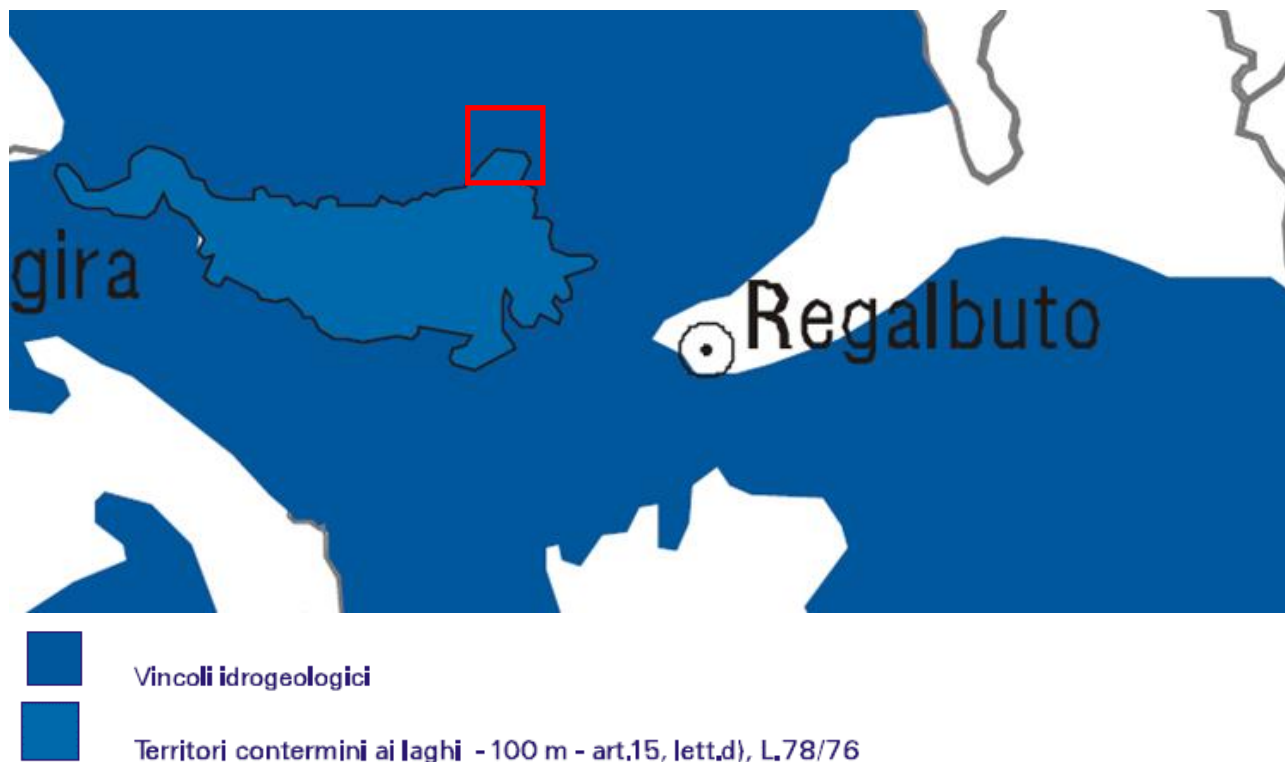 gira
Regalbuto
Vincoli idrogeologici
Territori contermini ai laghi - 100 m - art.15, lett.d), L.78/76